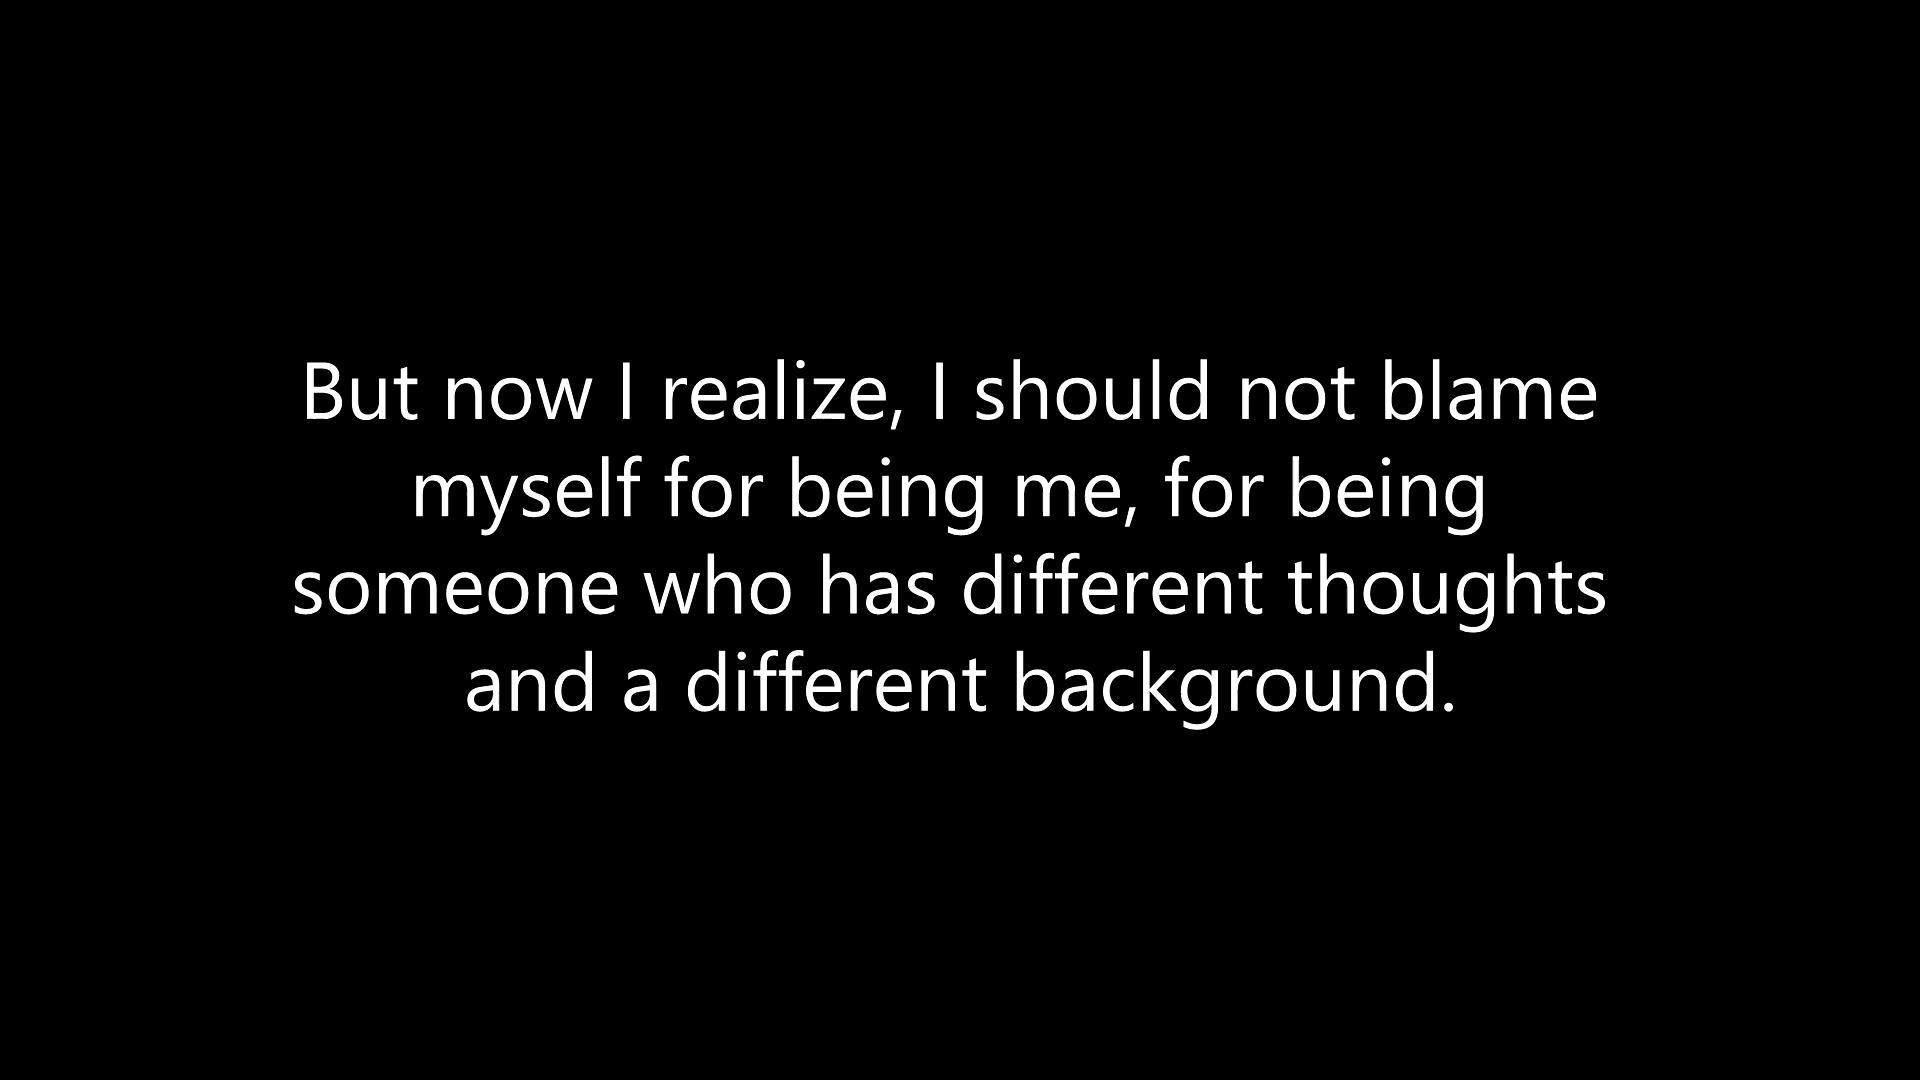 But now I realize, I should not blame
myself for being me, for being
someone who has different thoughts
and a different background.